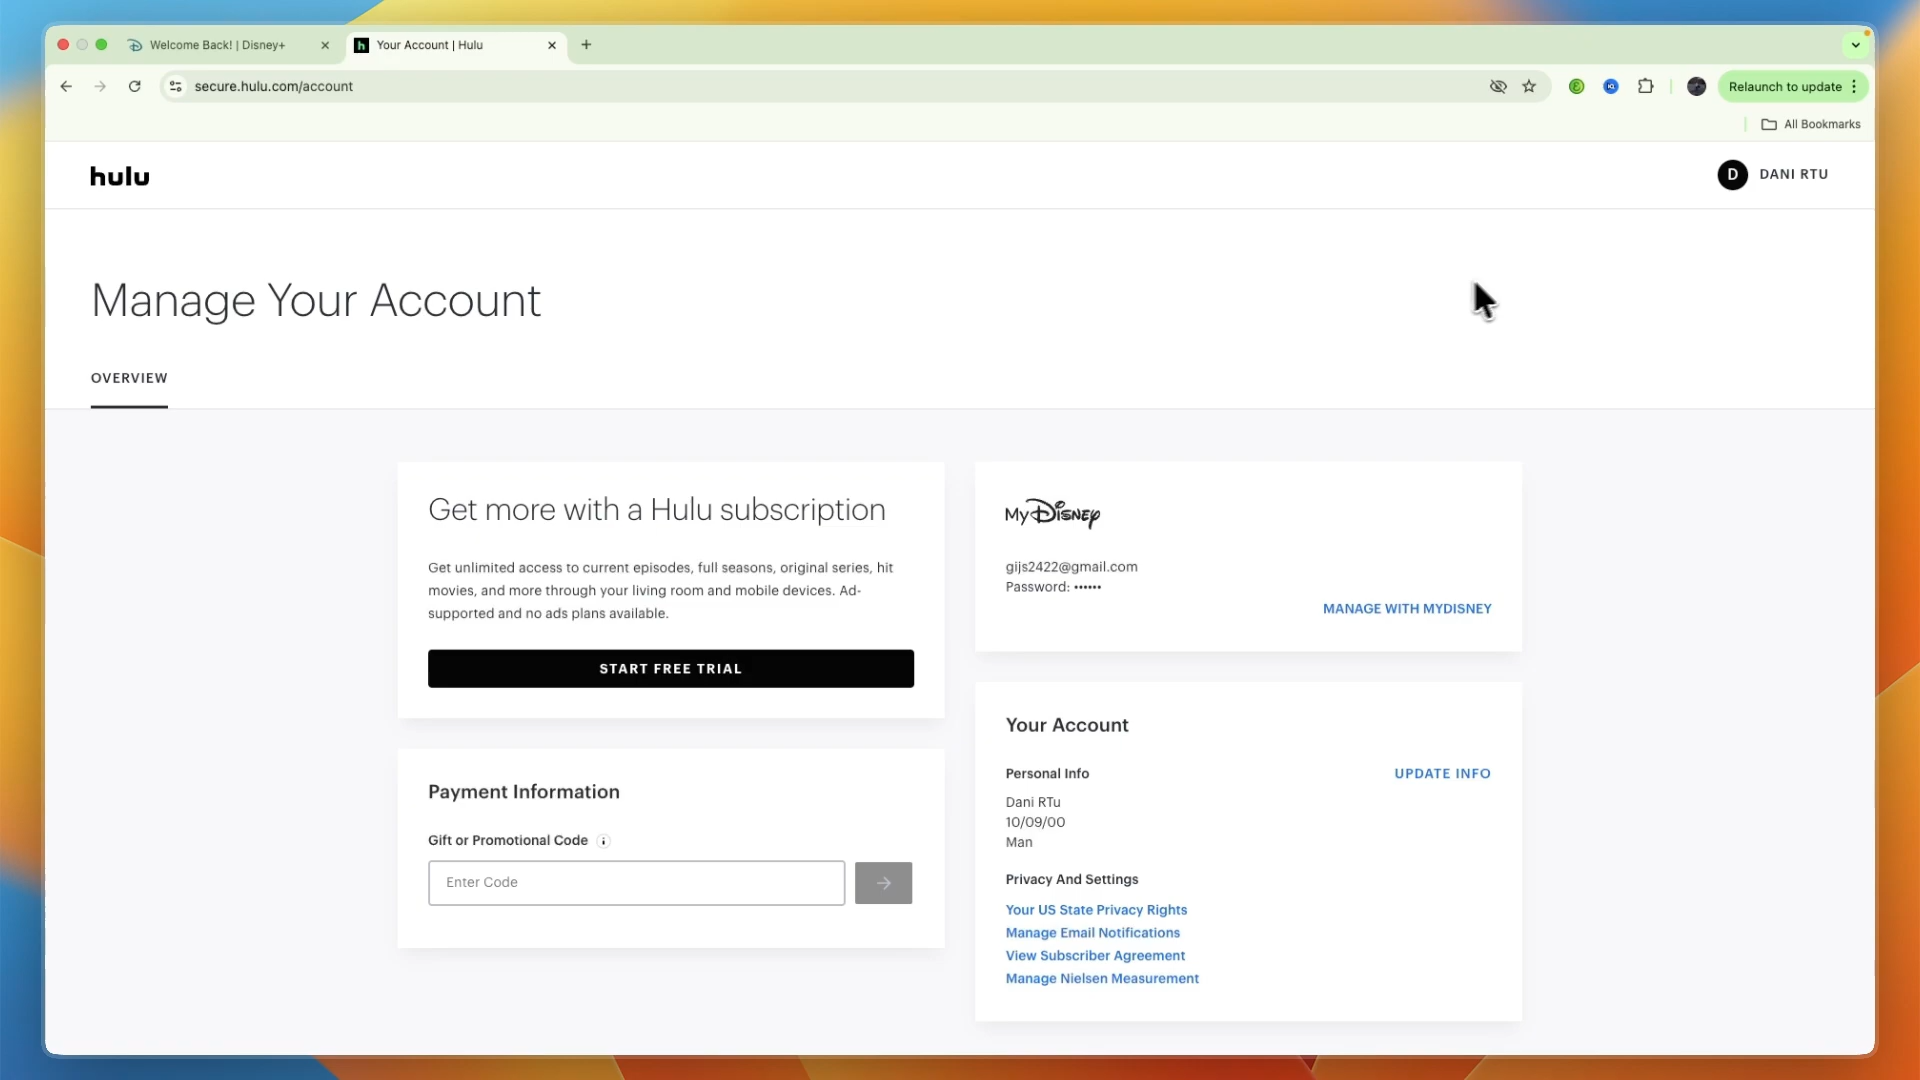 Welcome Back! | Disney+
Your Account | Hulu
secure.hulu.com/account
Relaunch to update
All Bookmarks
hulu
D
DANI RTU
Manage Your Account
OVERVIEW
Get more with a Hulu subscription
Get unlimited access to current episodes, full seasons, original series, hit
movies, and more through your living room and mobile devices. Ad-
supported and no ads plans available.
START FREE TRIAL
Payment Information
Gift or Promotional Code
Enter Code
My Disney
gijs2422@gmail.com
Password: ••••••
MANAGE WITH MYDISNEY
Your Account
Personal Info
UPDATE INFO
Dani RTu
10/09/00
Man
Privacy And Settings
Your US State Privacy Rights
Manage Email Notifications
View Subscriber Agreement
Manage Nielsen Measurement